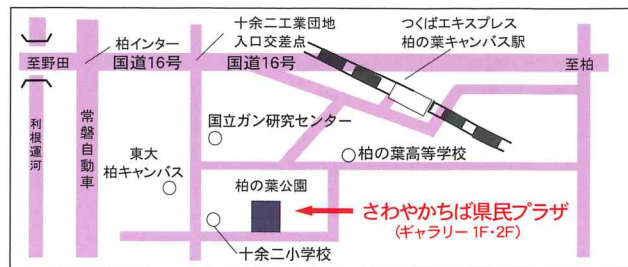 十余二工業団地
入口交差点
つくばエキスプレス
柏の葉キャンパス駅
柏インター
至野田
国道16号
国道16号
至柏
利根運河
常磐自動車
国立ガン研究センター
東大
柏キャンパス
柏の葉高等学校
柏の葉公園
さわやかちば県民プラザ
(ギャラリー1F・2F)
十余二小学校